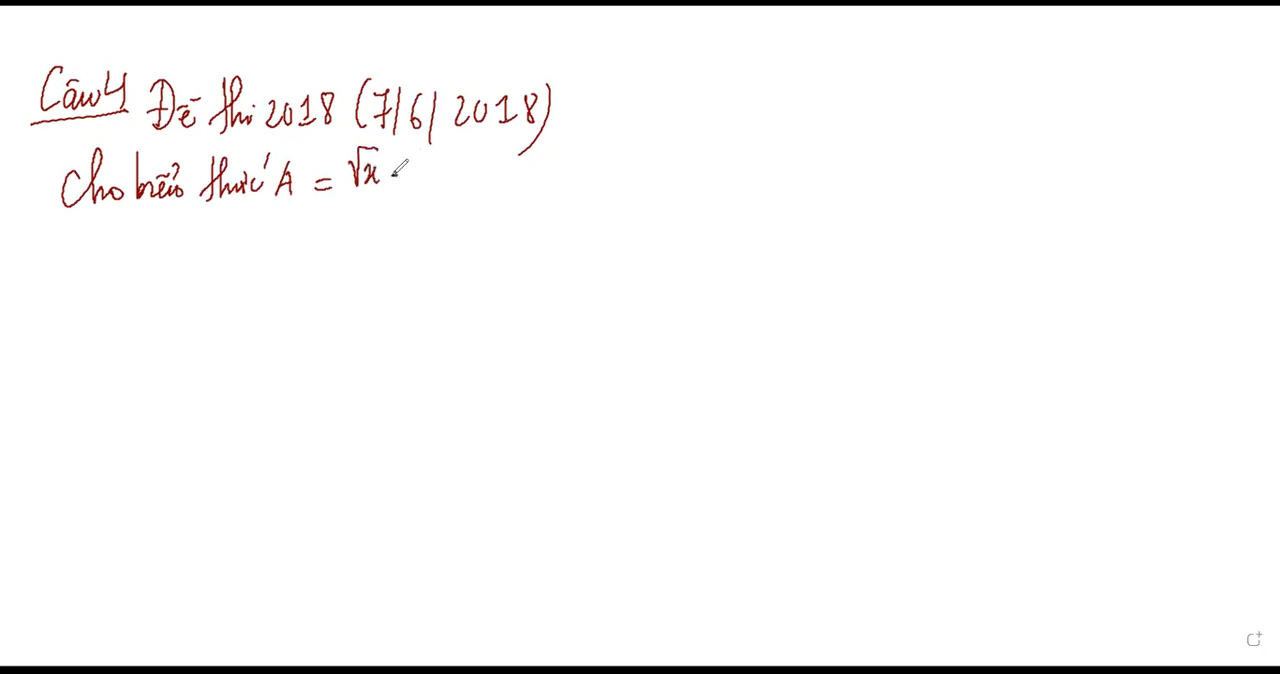 Câu 4 Đề thi 2018 (7/6/2018)
Cho biểu thức A = √x